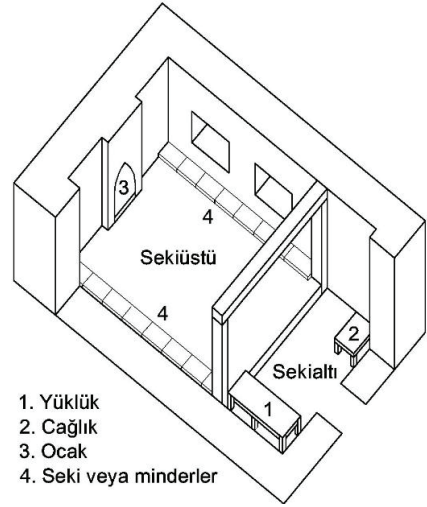 3
4
Sekiüstü
4
2
Sekialtı
1
1. Yüklük
2. Cağlık
3. Ocak
4. Seki veya minderler